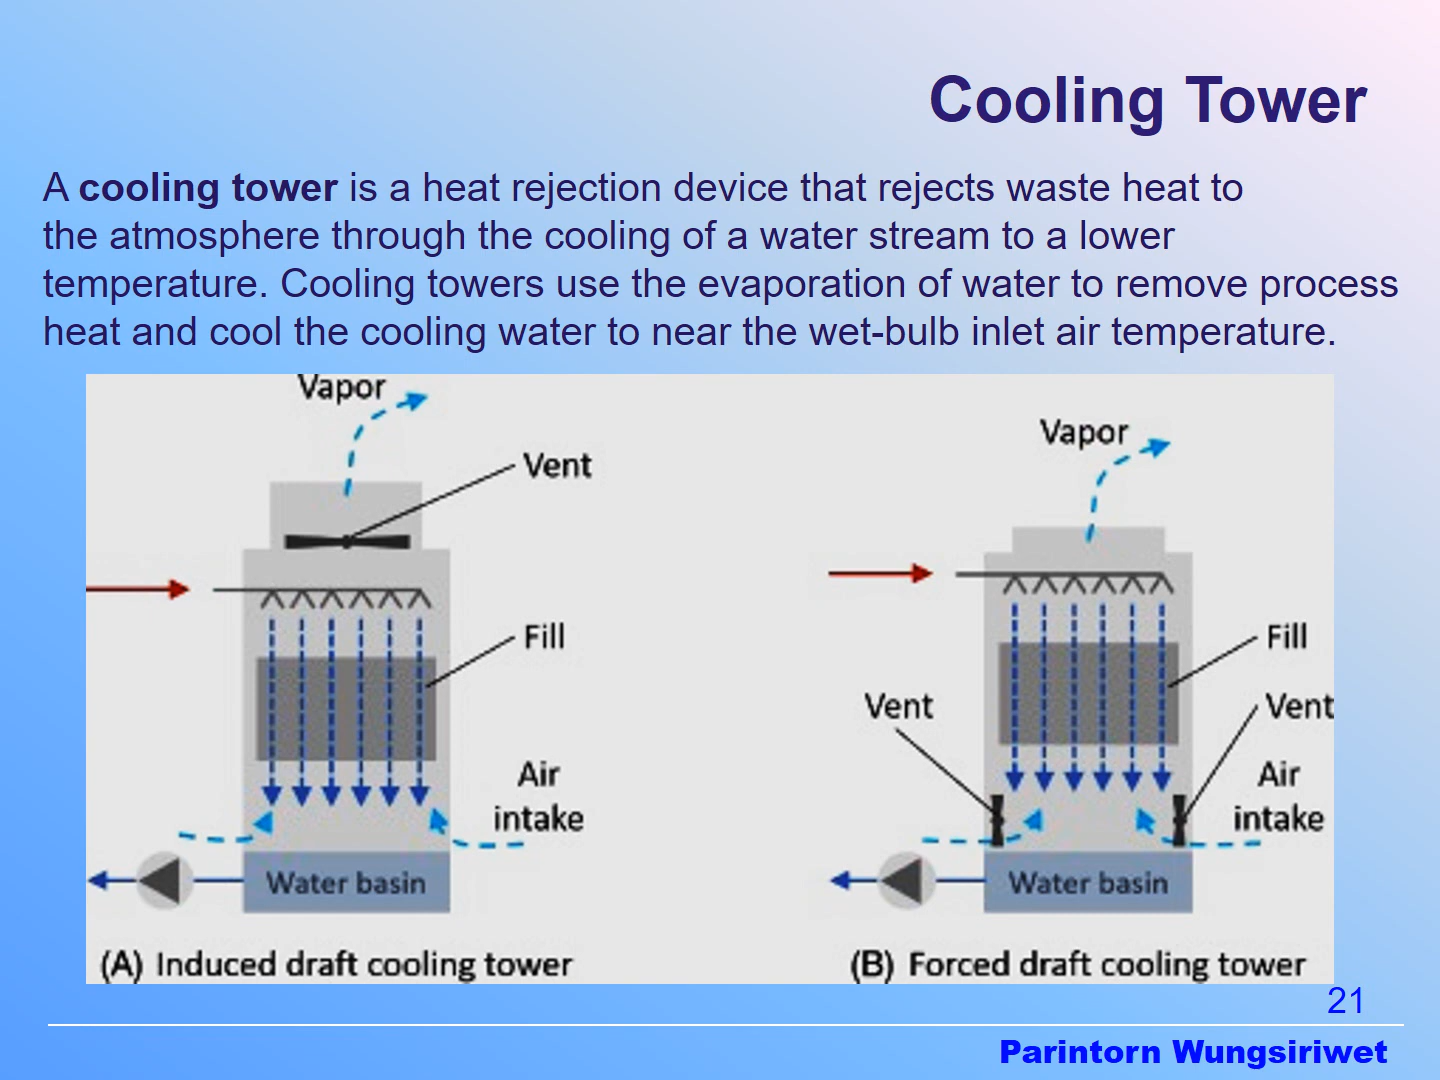 Cooling Tower
A cooling tower is a heat rejection device that rejects waste heat to
the atmosphere through the cooling of a water stream to a lower
temperature. Cooling towers use the evaporation of water to remove process
heat and cool the cooling water to near the wet-bulb inlet air temperature.
Vapor
Vent
Fill
Air
intake
Water basin
(A) Induced draft cooling tower
Vapor
Fill
Vent
Vent
Air
intake
Water basin
(B) Forced draft cooling tower
21
Parintorn Wungsiriwet